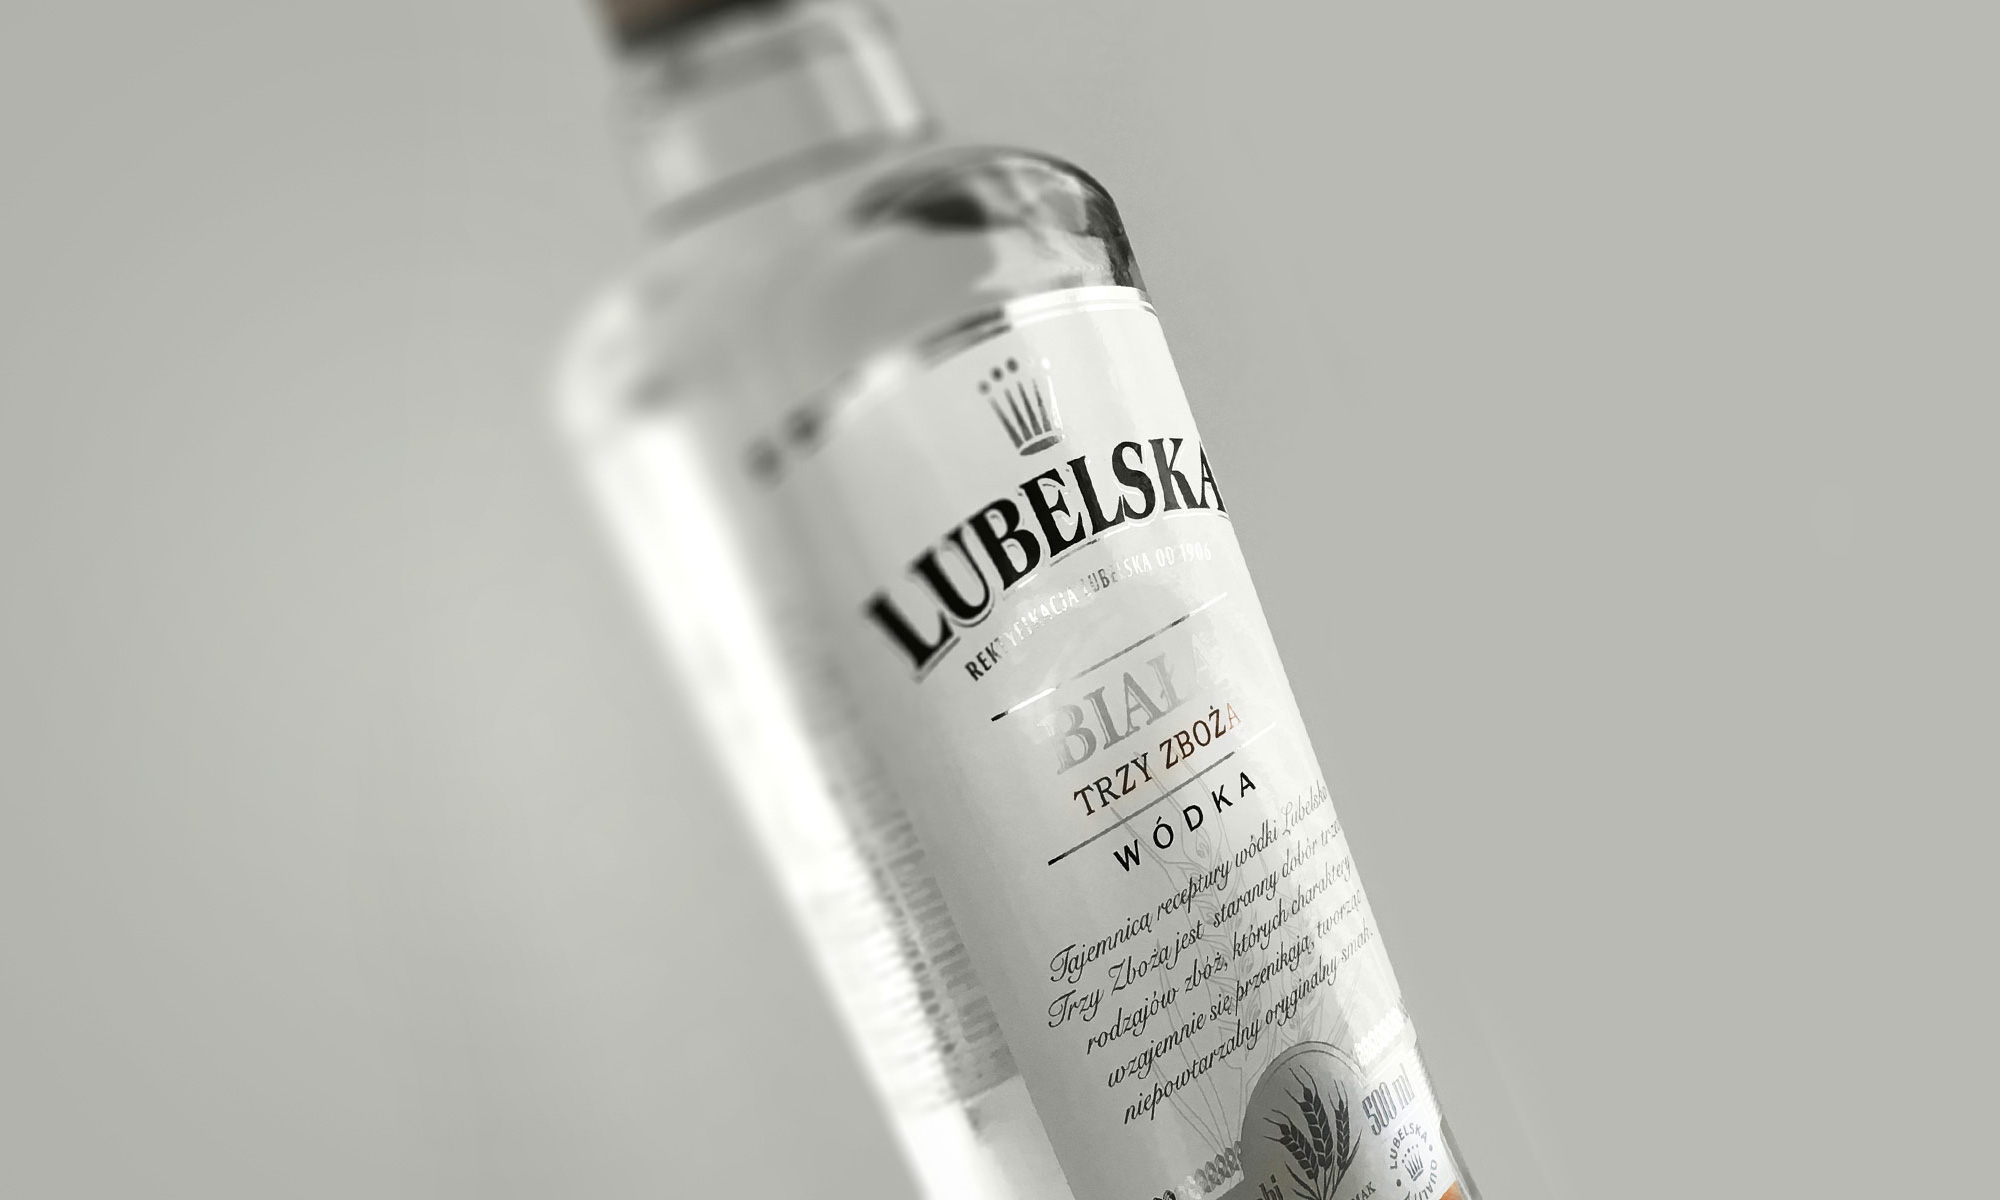 LUBELSKA
REKTYFIKACJA LUBELSKA OD 1906
BIAŁA
TRZY ZBOŻA
WÓDKA
Tajemnicą receptury wódki Lubelska
Trzy Zboża jest staranny dobór trzech
rodzajów zbóż, których charaktery
wzajemnie się przenikają, tworząc
niepowtarzalny oryginalny smak.
500 ml
LUBELSKA